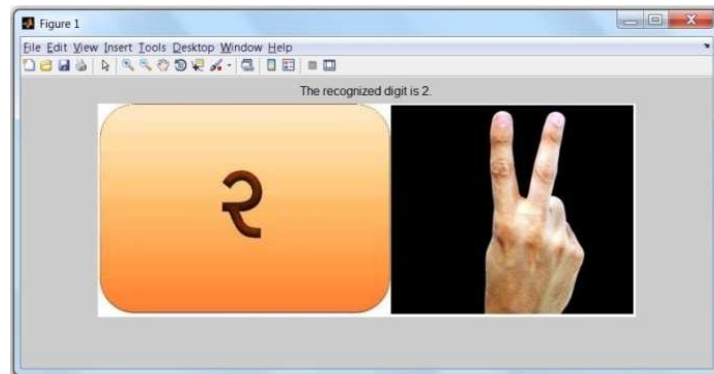 Figure 1
File Edit View Insert Tools Desktop Window Help
The recognized digit is 2.
२